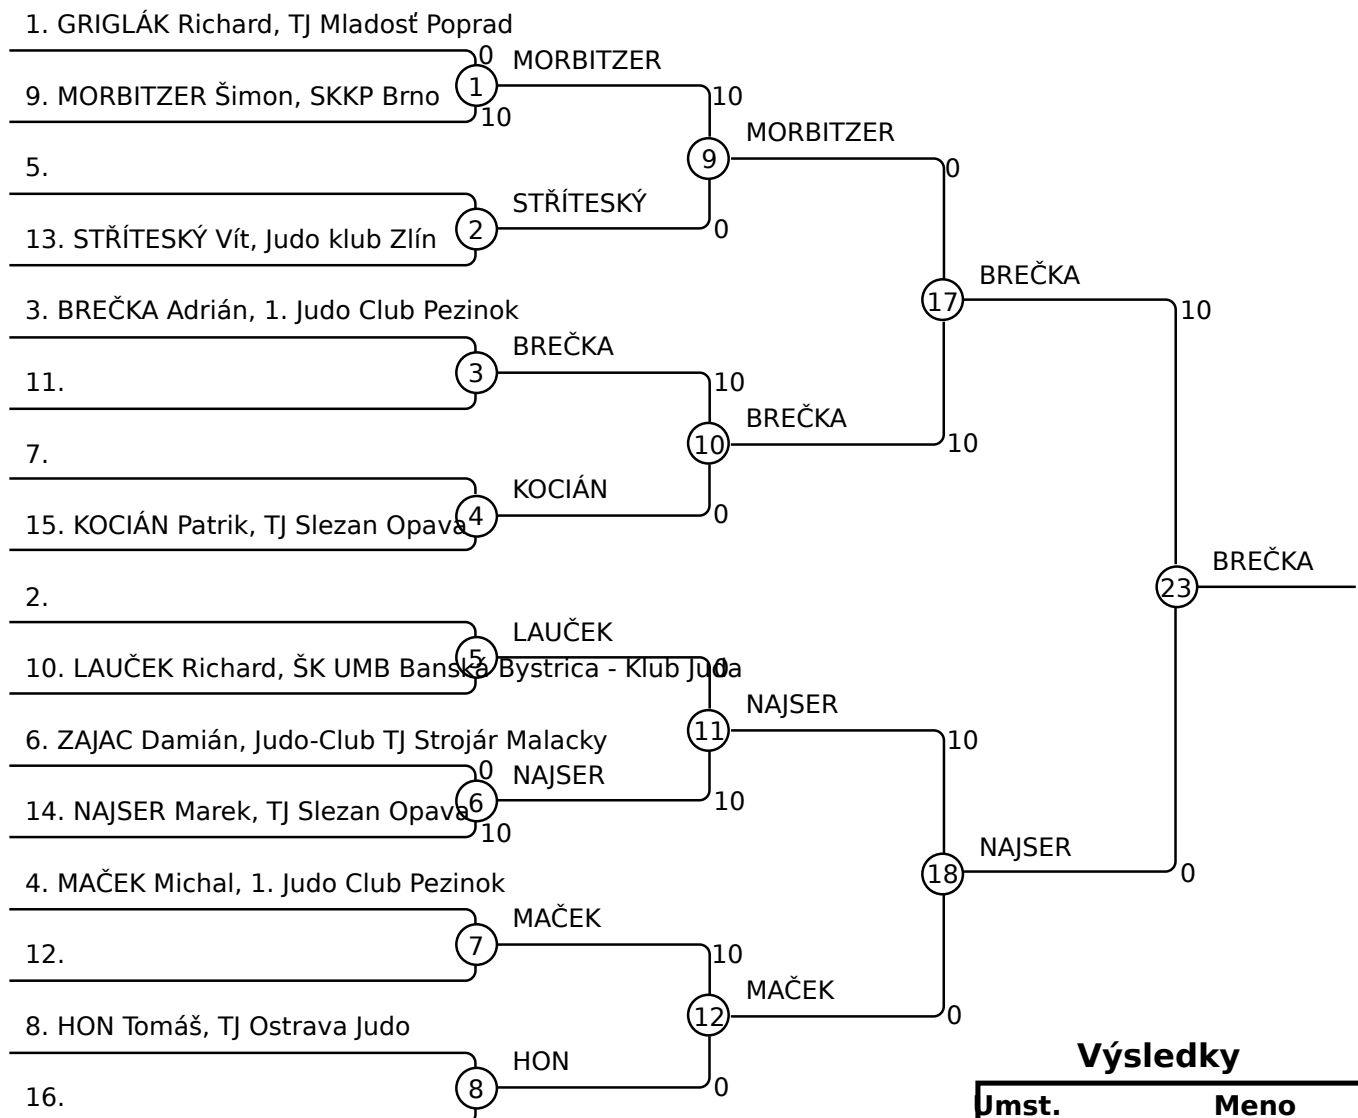 1. GRIGLÁK Richard, TJ Mladosť Poprad
0
MORBITZER
1
9. MORBITZER Šimon, SKKP Brno
10
10
MORBITZER
9
0
5.
STŘÍTESKÝ
2
0
13. STŘÍTESKÝ Vít, Judo klub Zlín
BREČKA
17
10
3. BREČKA Adrián, 1. Judo Club Pezinok
BREČKA
3
10
11.
BREČKA
10
10
7.
KOCIÁN
4
0
15. KOCIÁN Patrik, TJ Slezan Opava
BREČKA
23
2.
LAUČEK
5
0
10. LAUČEK Richard, ŠK UMB Banská Bystrica - Klub Juda
NAJSER
11
10
6. ZAJAC Damián, Judo-Club TJ Strojár Malacky
0
NAJSER
6
10
14. NAJSER Marek, TJ Slezan Opava
10
NAJSER
18
0
4. MAČEK Michal, 1. Judo Club Pezinok
MAČEK
7
10
12.
MAČEK
12
0
8. HON Tomáš, TJ Ostrava Judo
HON
8
0
16.
Výsledky
Umst. Meno